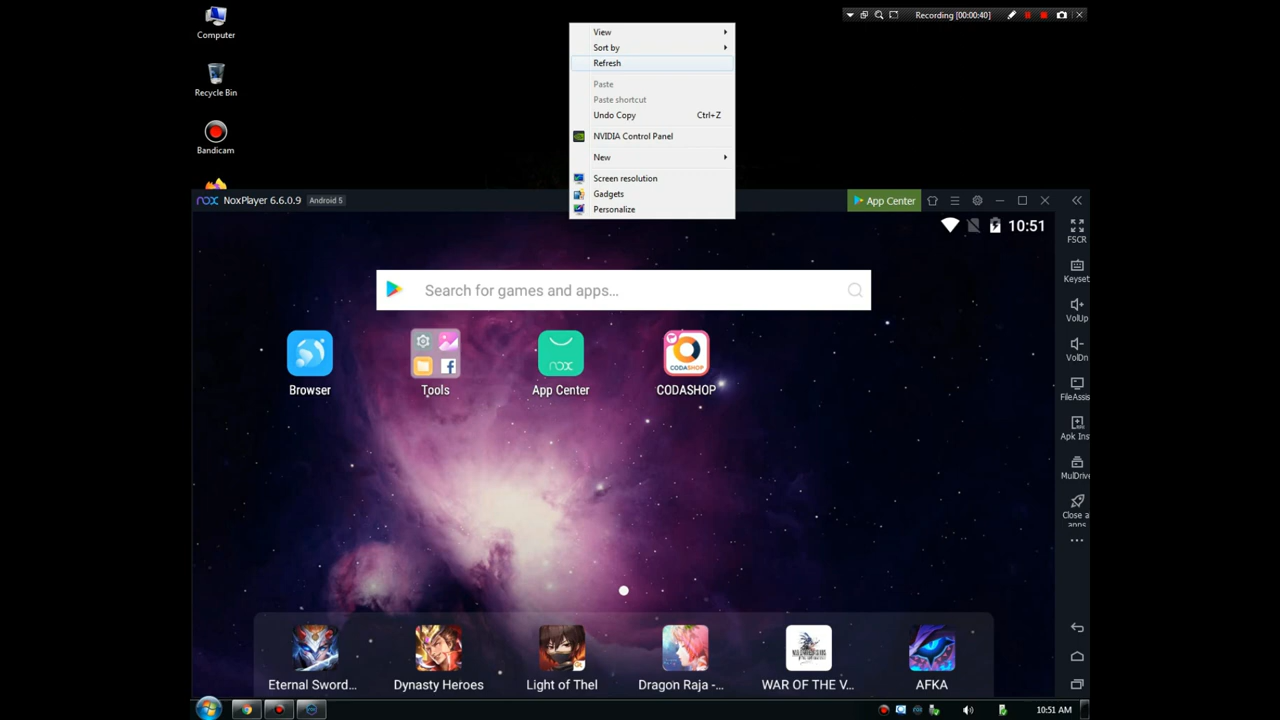 Computer
Recycle Bin
Bandicam
Recording [00:00:40]
View
Sort by
Refresh
Paste
Paste shortcut
Undo Copy Ctrl+Z
NVIDIA Control Panel
New
Screen resolution
Gadgets
Personalize
nox NoxPlayer 6.6.0.9 Android 5
App Center
10:51
FSCR
Keyset
VolUp
VolDn
FileAssis
Apk Ins
MulDrive
Close a
apps
Search for games and apps...
Browser
Tools
nox
App Center
CODASHOP
CODASHOP
Eternal Sword...
Dynasty Heroes
Light of Thel
Dragon Raja -...
WAR OF THE V...
AFKA
10:51 AM